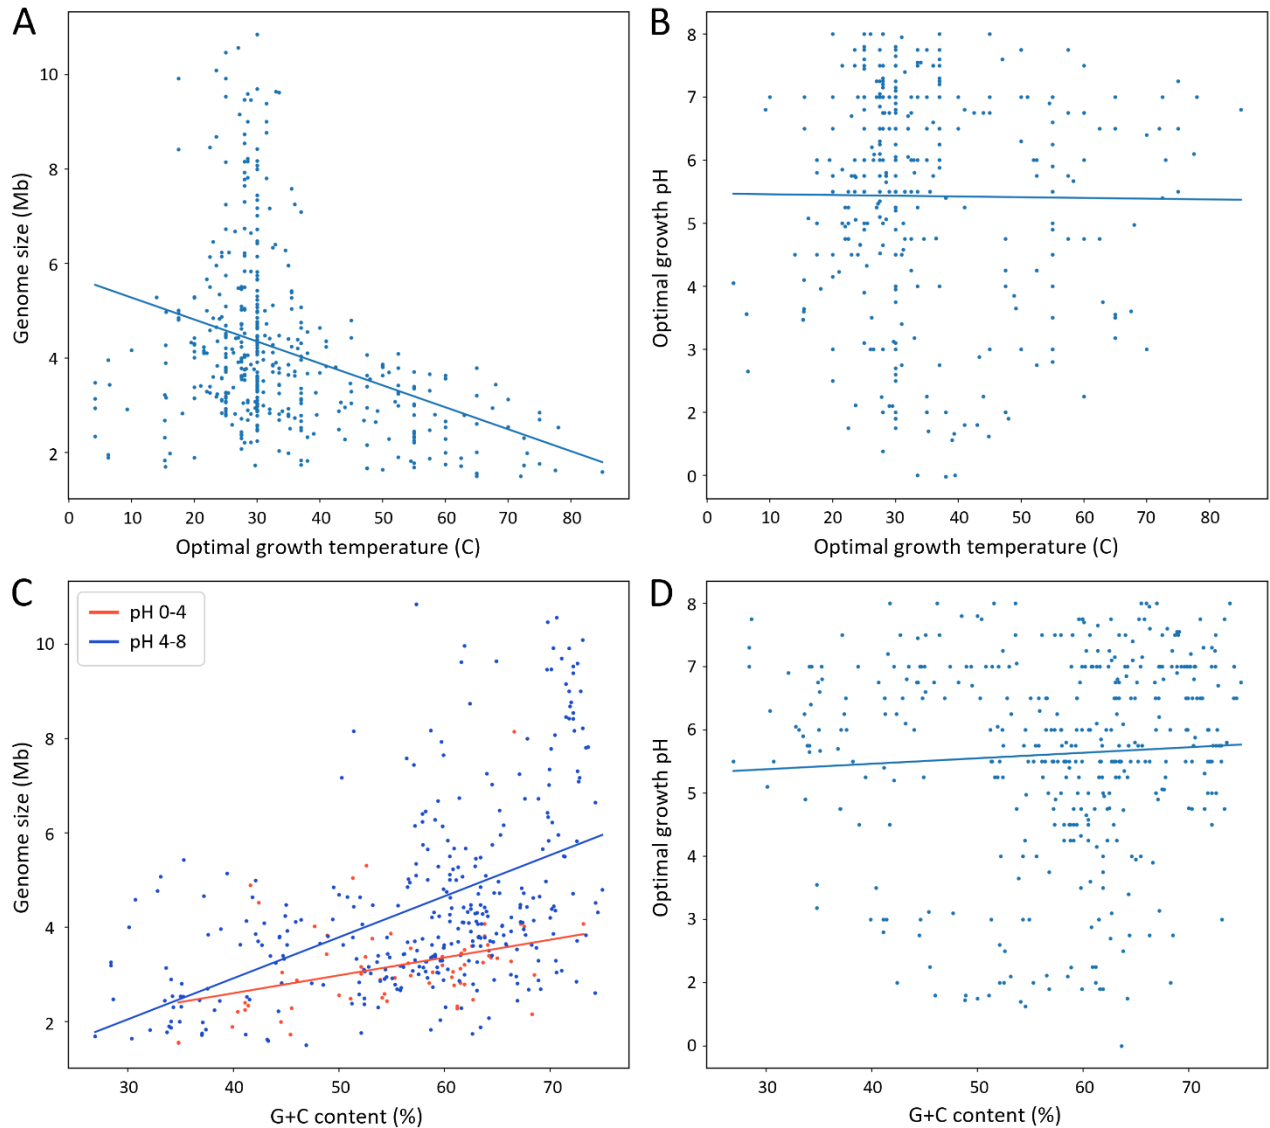 A
10
8
6
4
2
Genome size (Mb)
0 10 20 30 40 50 60 70 80
Optimal growth temperature (C)
B
8
7
6
5
4
3
2
0
Optimal growth pH
0 10 20 30 40 50 60 70 80
Optimal growth temperature (C)
C
pH 0-4
pH 4-8
10
8
6
4
2
Genome size (Mb)
30 40 50 60 70
G+C content (%)
D
8
7
6
5
4
3
2
0
Optimal growth pH
30 40 50 60 70
G+C content (%)